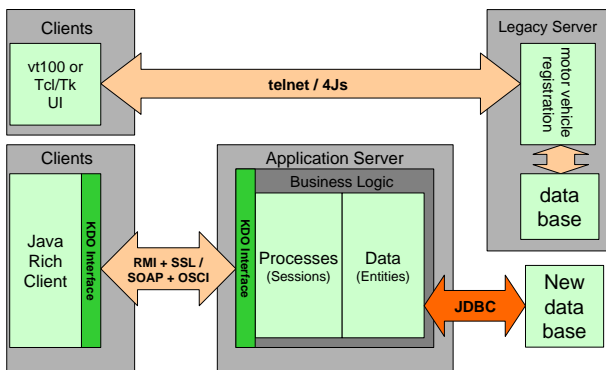 Clients
vt100 or
Tcl/Tk
UI
telnet / 4Js
Legacy Server
motor vehicle
registration
data
base
Clients
Java
Rich
Client
KDO Interface
RMI + SSL /
SOAP + OSCI
Application Server
Business Logic
KDO Interface
Processes
(Sessions)
Data
(Entities)
JDBC
New
data
base